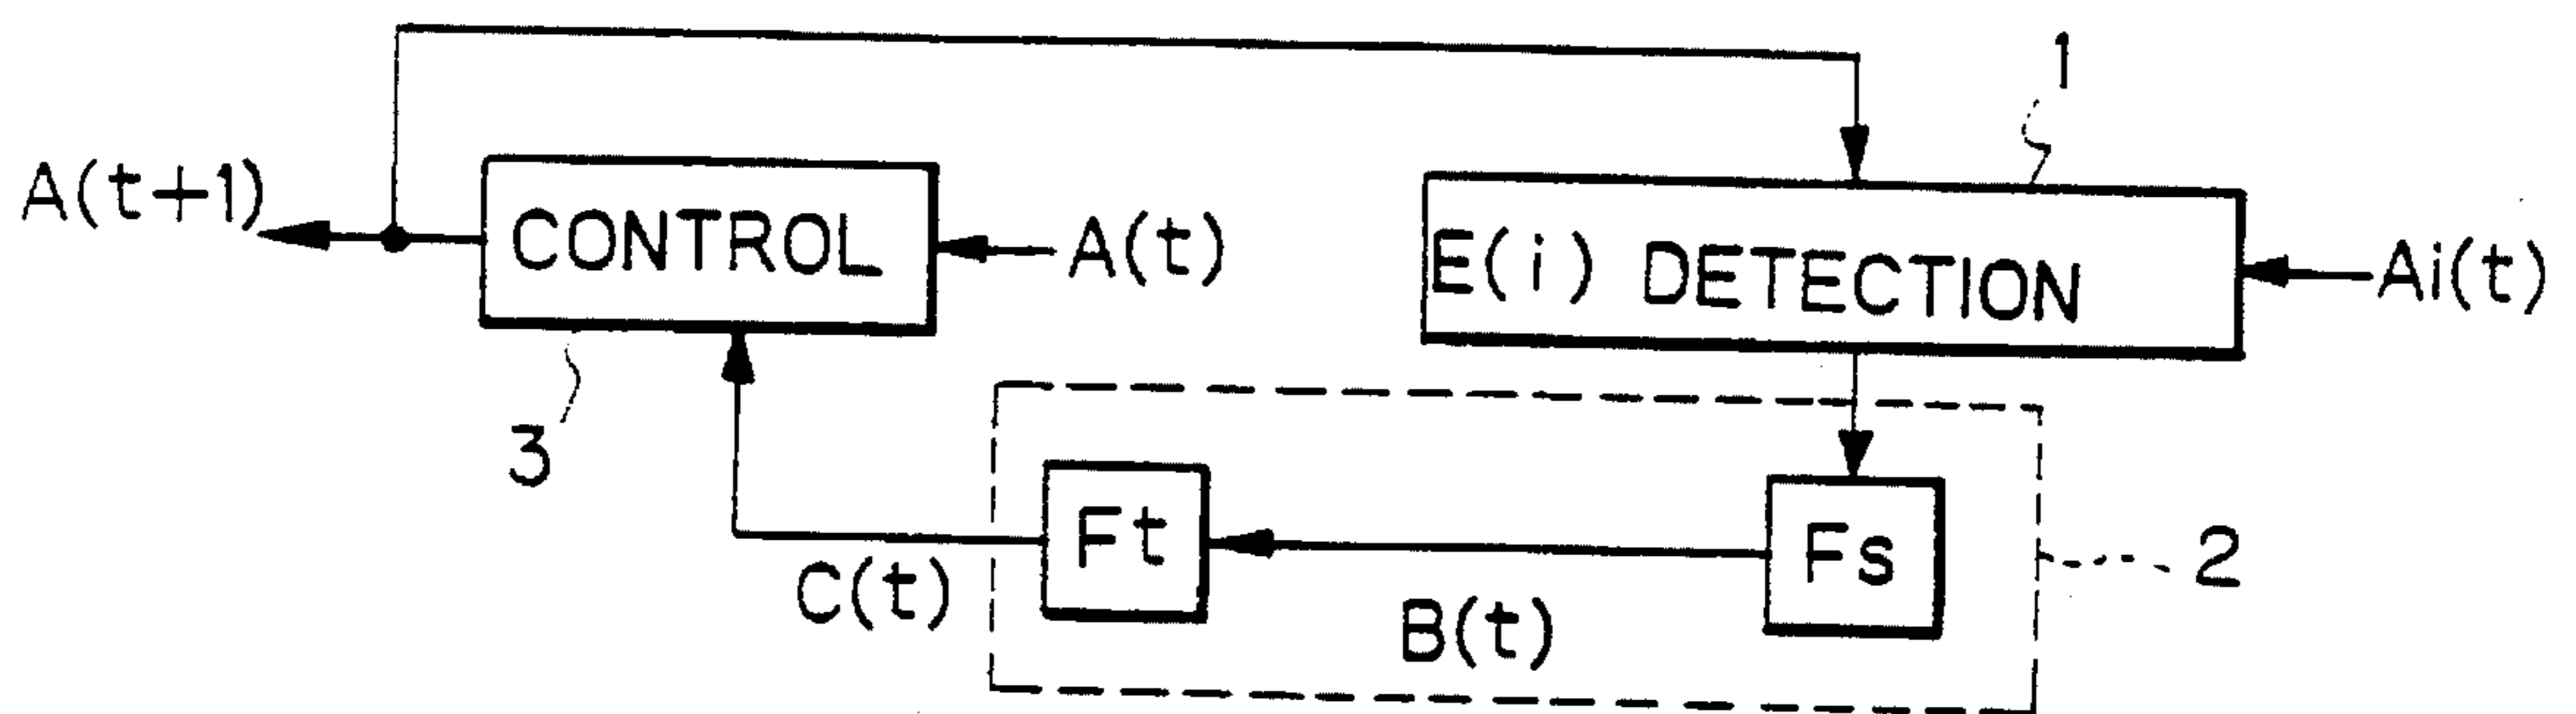 1
A(t+1)
CONTROL
A(t)
E(i) DETECTION
Ai(t)
3
Ft
Fs
2
C(t)
B(t)